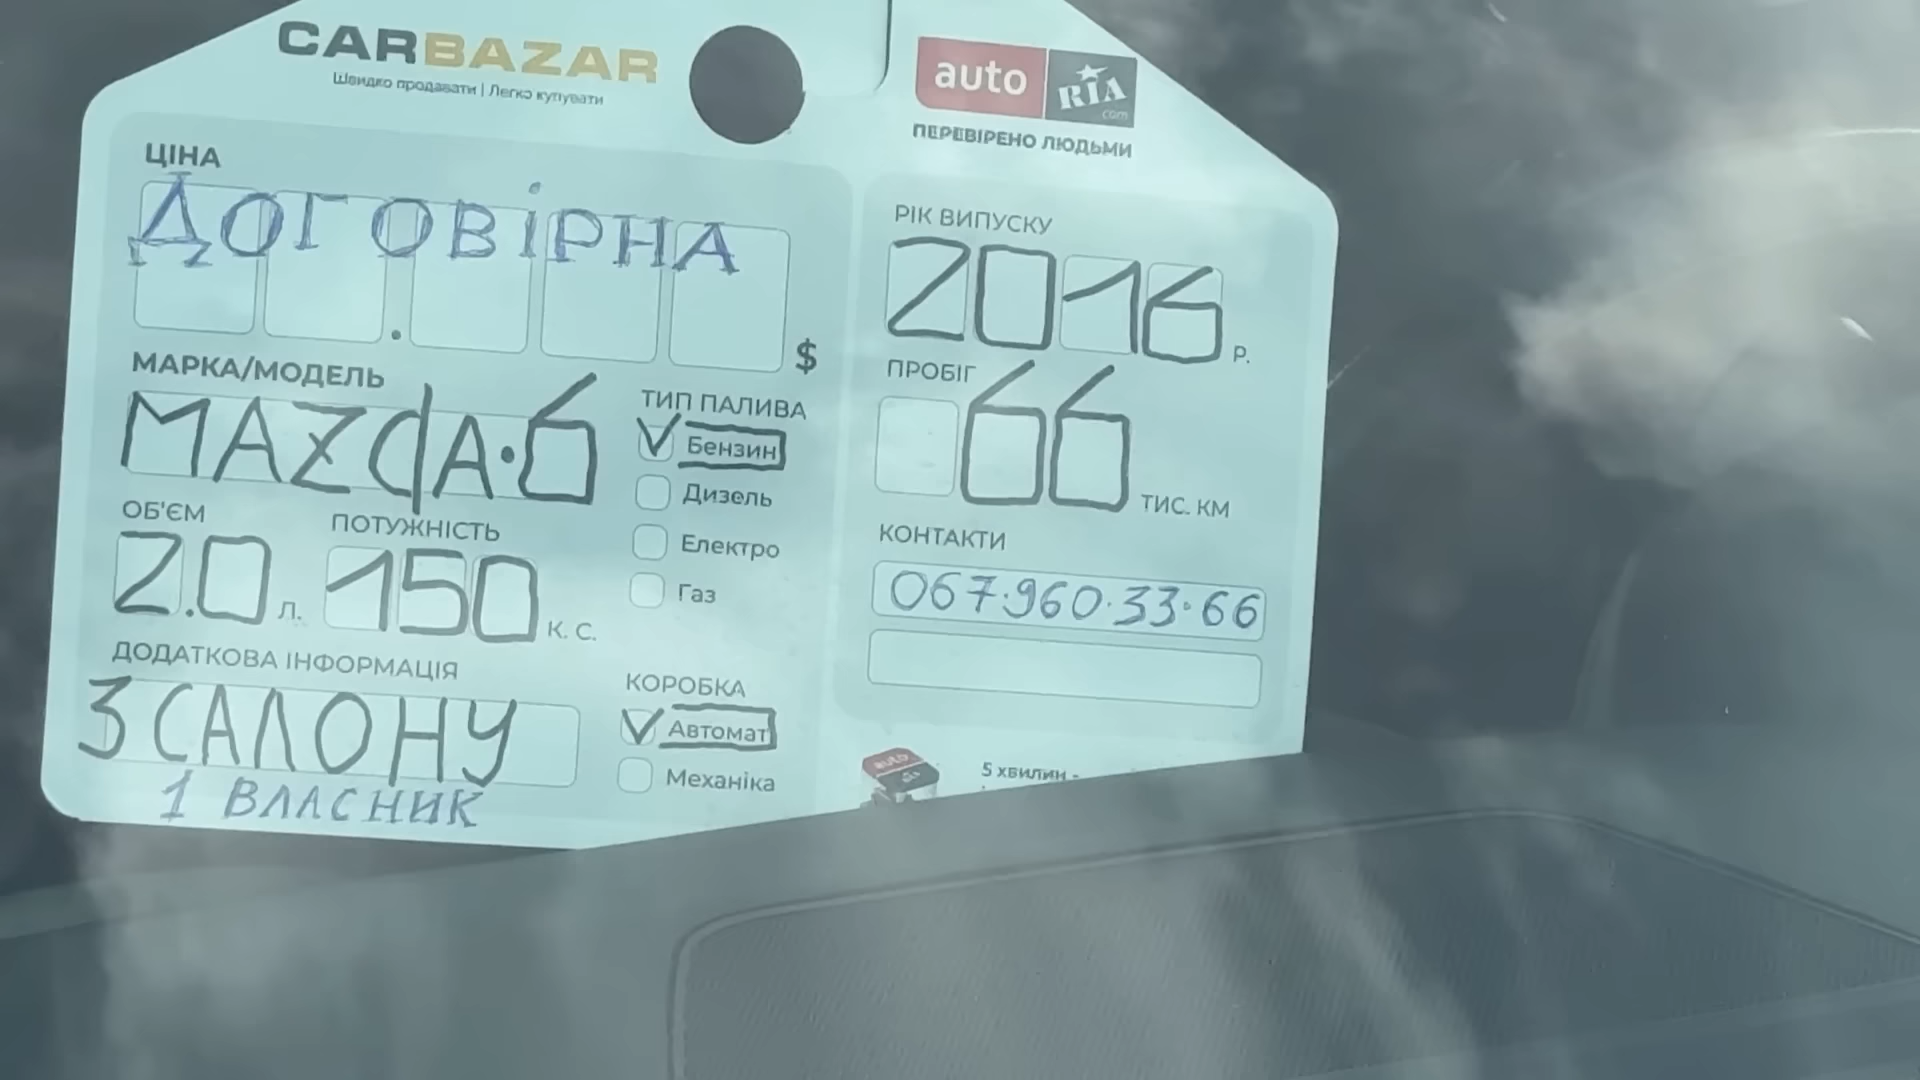 CARBAZAR
Швидко продавати | Легко купувати
ЦІНА
ДОГОВІРНА
. $
МАРКА/МОДЕЛЬ
MAZdA·6
ТИП ПАЛИВА
Бензин
Дизель
Електро
Газ
ОБ'ЄМ
2.0 Л.
ПОТУЖНІСТЬ
150 К. С.
ДОДАТКОВА ІНФОРМАЦІЯ
З САЛОНУ
1 ВЛАСНИК
КОРОБКА
Автомат
Механіка
auto RIA .com
ПЕРЕВІРЕНО ЛЮДЬМИ
РІК ВИПУСКУ
2016 Р.
ПРОБІГ
66 ТИС. КМ
КОНТАКТИ
067·960·33·66
auto
5 ХВИЛИН -